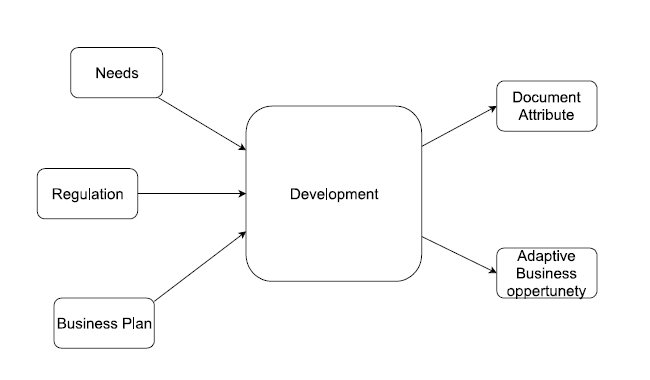 Needs
Regulation
Business Plan
Development
Document
Attribute
Adaptive
Business
oppertunety